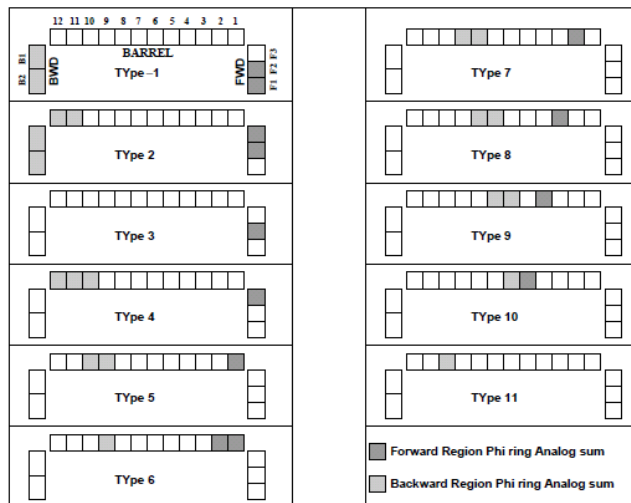 12 11 10 9 8 7 6 5 4 3 2 1
BARREL
B1
B2
BWD
FWD
F3
F2
F1
TYpe –1
TYpe 2
TYpe 3
TYpe 4
TYpe 5
TYpe 6
TYpe 7
TYpe 8
TYpe 9
TYpe 10
TYpe 11
Forward Region Phi ring Analog sum
Backward Region Phi ring Analog sum